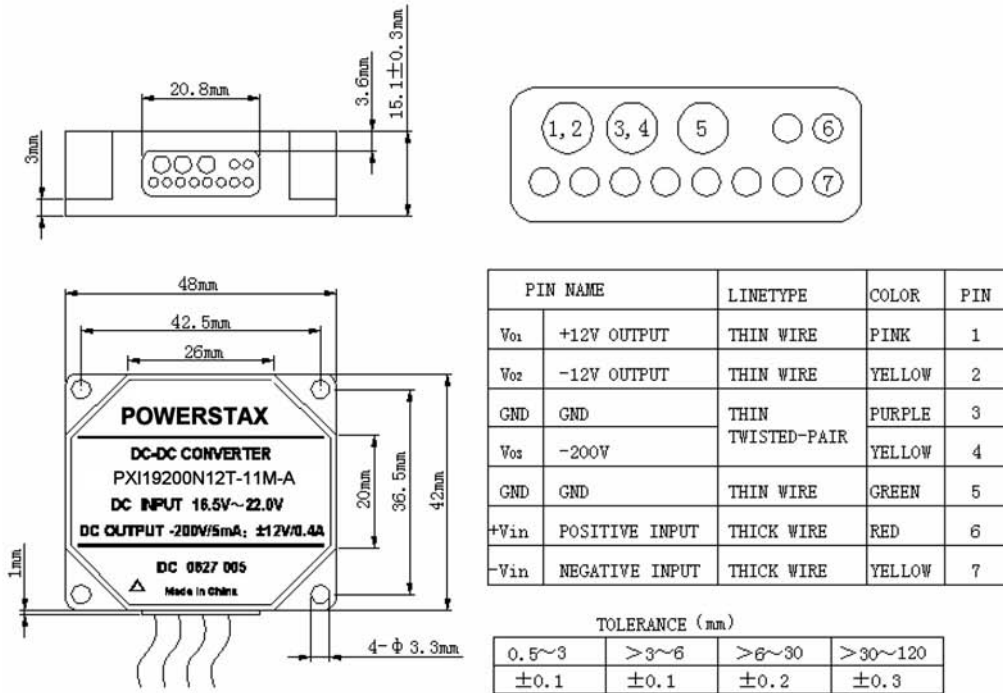 20.8mm
3.6mm
15.1±0.3mm
3mm
1,2 3,4 5 6
7
48mm
42.5mm
26mm
POWERSTAX
DC-DC CONVERTER
PXI19200N12T-11M-A
DC INPUT 16.5V~22.0V
DC OUTPUT -200V/5mA; ±12V/0.4A
DC 0827 005
Made in China
20mm
36.5mm
42mm
1mm
4-Φ3.3mm
PIN NAME LINETYPE COLOR PIN
Vo1 +12V OUTPUT THIN WIRE PINK 1
Vo2 -12V OUTPUT THIN WIRE YELLOW 2
GND GND THIN TWISTED-PAIR PURPLE 3
Vo3 -200V YELLOW 4
GND GND THIN WIRE GREEN 5
+Vin POSITIVE INPUT THICK WIRE RED 6
-Vin NEGATIVE INPUT THICK WIRE YELLOW 7
TOLERANCE (mm)
0.5~3 >3~6 >6~30 >30~120
±0.1 ±0.1 ±0.2 ±0.3